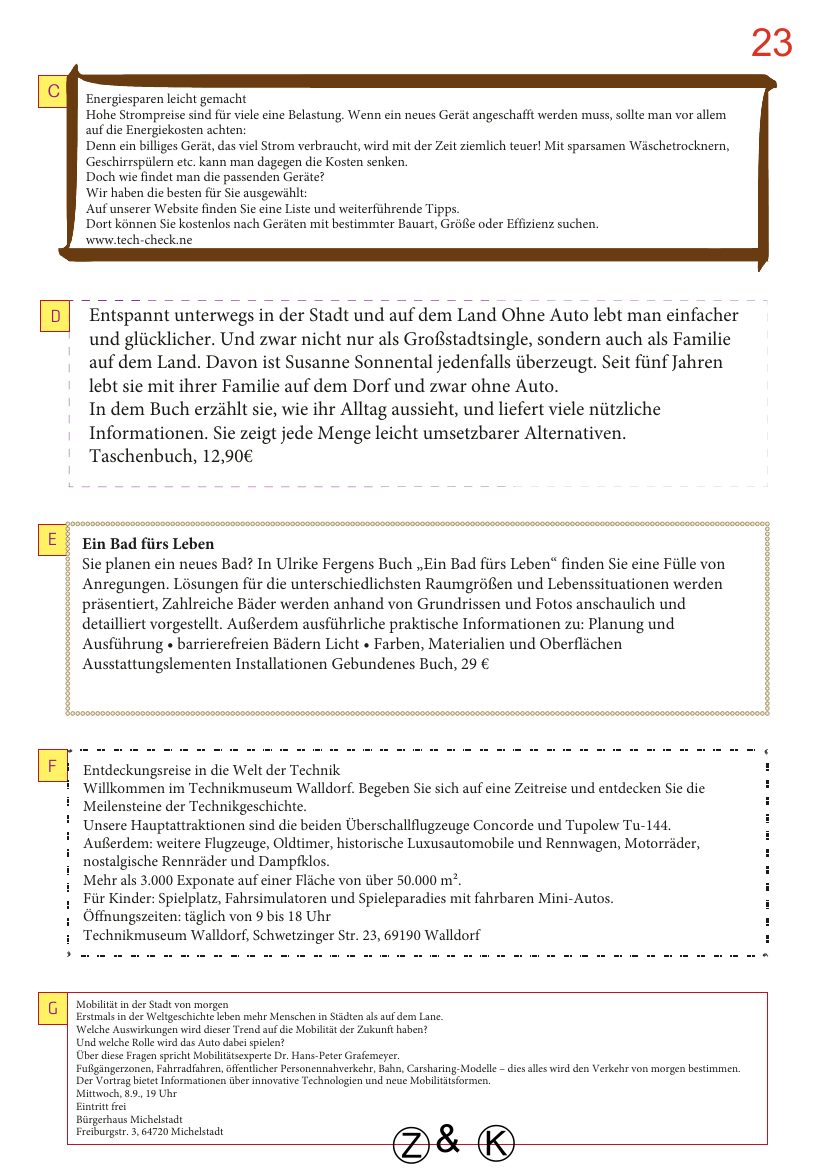 23
C
Energiesparen leicht gemacht
Hohe Strompreise sind für viele eine Belastung. Wenn ein neues Gerät angeschafft werden muss, sollte man vor allem
auf die Energiekosten achten:
Denn ein billiges Gerät, das viel Strom verbraucht, wird mit der Zeit ziemlich teuer! Mit sparsamen Wäschetrocknern,
Geschirrspülern etc. kann man dagegen die Kosten senken.
Doch wie findet man die passenden Geräte?
Wir haben die besten für Sie ausgewählt:
Auf unserer Website finden Sie eine Liste und weiterführende Tipps.
Dort können Sie kostenlos nach Geräten mit bestimmter Bauart, Größe oder Effizienz suchen.
www.tech-check.ne
D
Entspannt unterwegs in der Stadt und auf dem Land Ohne Auto lebt man einfacher
und glücklicher. Und zwar nicht nur als Großstadtsingle, sondern auch als Familie
auf dem Land. Davon ist Susanne Sonnental jedenfalls überzeugt. Seit fünf Jahren
lebt sie mit ihrer Familie auf dem Dorf und zwar ohne Auto.
In dem Buch erzählt sie, wie ihr Alltag aussieht, und liefert viele nützliche
Informationen. Sie zeigt jede Menge leicht umsetzbarer Alternativen.
Taschenbuch, 12,90€
E
Ein Bad fürs Leben
Sie planen ein neues Bad? In Ulrike Fergens Buch „Ein Bad fürs Leben“ finden Sie eine Fülle von
Anregungen. Lösungen für die unterschiedlichsten Raumgrößen und Lebenssituationen werden
präsentiert, Zahlreiche Bäder werden anhand von Grundrissen und Fotos anschaulich und
detailliert vorgestellt. Außerdem ausführliche praktische Informationen zu: Planung und
Ausführung • barrierefreien Bädern Licht • Farben, Materialien und Oberflächen
Ausstattungslementen Installationen Gebundenes Buch, 29 €
F
Entdeckungsreise in die Welt der Technik
Willkommen im Technikmuseum Walldorf. Begeben Sie sich auf eine Zeitreise und entdecken Sie die
Meilensteine der Technikgeschichte.
Unsere Hauptattraktionen sind die beiden Überschallflugzeuge Concorde und Tupolew Tu-144.
Außerdem: weitere Flugzeuge, Oldtimer, historische Luxusautomobile und Rennwagen, Motorräder,
nostalgische Rennräder und Dampfklos.
Mehr als 3.000 Exponate auf einer Fläche von über 50.000 m².
Für Kinder: Spielplatz, Fahrsimulatoren und Spieleparadies mit fahrbaren Mini-Autos.
Öffnungszeiten: täglich von 9 bis 18 Uhr
Technikmuseum Walldorf, Schwetzinger Str. 23, 69190 Walldorf
G
Mobilität in der Stadt von morgen
Erstmals in der Weltgeschichte leben mehr Menschen in Städten als auf dem Lane.
Welche Auswirkungen wird dieser Trend auf die Mobilität der Zukunft haben?
Und welche Rolle wird das Auto dabei spielen?
Über diese Fragen spricht Mobilitätsexperte Dr. Hans-Peter Grafemeyer.
Fußgängerzonen, Fahrradfahren, öffentlicher Personennahverkehr, Bahn, Carsharing-Modelle – dies alles wird den Verkehr von morgen bestimmen.
Der Vortrag bietet Informationen über innovative Technologien und neue Mobilitätsformen.
Mittwoch, 8.9., 19 Uhr
Eintritt frei
Bürgerhaus Michelstadt
Freiburgstr. 3, 64720 Michelstadt
Z & K